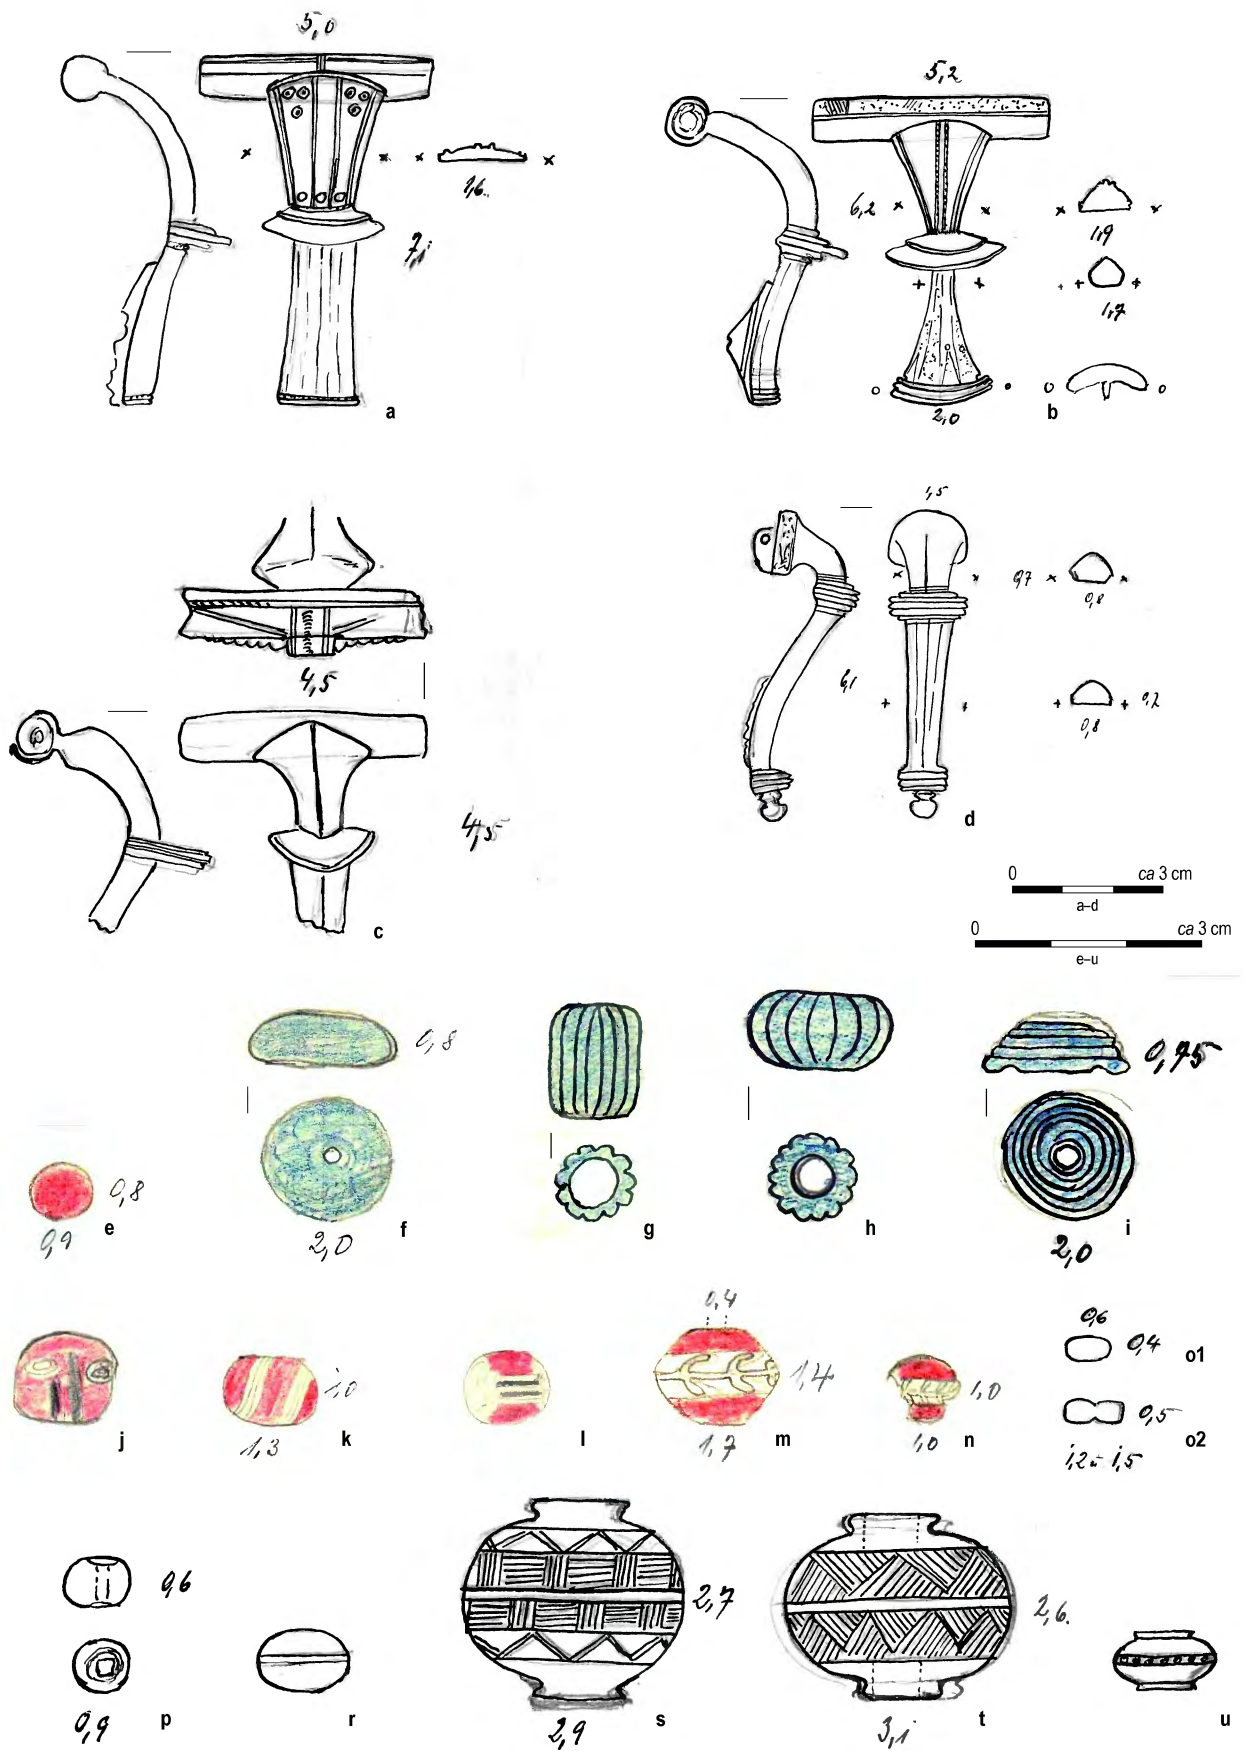 5,0
1,6
7,1
a
5,2
6,2
1,9
1,7
2,0
b
4,5
4,5
c
1,5
0,7
0,8
6,1
0,8
0,2
d
0 ca 3 cm
a–d
0 ca 3 cm
e–u
0,8
0,9
e
0,8
2,0
f
g
h
0,75
2,0
i
j
1,0
1,3
k
l
0,4
1,4
1,7
m
1,0
1,0
n
0,6
0,4
o1
0,5
o2
1,2 - 1,5
0,6
0,9
p
r
2,7
2,9
s
2,6.
3,1
t
u